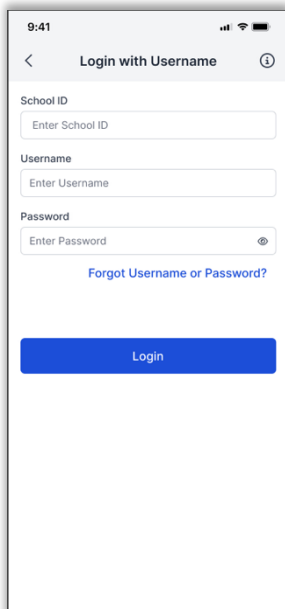 9:41
Login with Username
School ID
Enter School ID
Username
Enter Username
Password
Enter Password
Forgot Username or Password?
Login